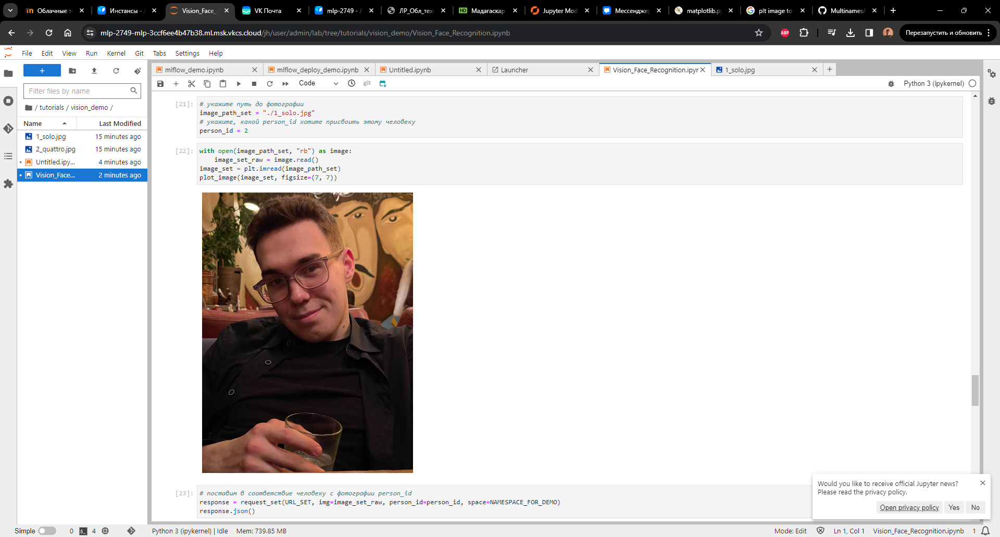 Облачные те
Инстансы - Л
Vision_Face_
VK Почта
mlp-2749 - Л
ЛР_Обл_техн
HD Мадагаскар
Jupyter Mod
Мессенджер
matplotlib.py
plt image to
MultinamesA
mlp-2749-mlp-3ccf6ee4b47b38.ml.msk.vkcs.cloud/jh/user/admin/lab/tree/tutorials/vision_demo/Vision_Face_Recognition.ipynb
ABP
Перезапустить и обновить
File Edit View Run Kernel Git Tabs Settings Help
mlflow_demo.ipynb
mlflow_deploy_demo.ipynb
Untitled.ipynb
Launcher
Vision_Face_Recognition.ipyr
1_solo.jpg
Code
git
Python 3 (ipykernel)
Filter files by name
/ tutorials / vision_demo /
Name Last Modified
1_solo.jpg 15 minutes ago
2_quattro.jpg 15 minutes ago
Untitled.ipy... 4 minutes ago
Vision_Face... 2 minutes ago
[21]: # укажите путь до фотографии
image_path_set = "./1_solo.jpg"
# укажите, какой person_id хотите присвоить этому человеку
person_id = 2
[22]: with open(image_path_set, "rb") as image:
image_set_raw = image.read()
image_set = plt.imread(image_path_set)
plot_image(image_set, figsize=(7, 7))
[23]: # поставим в соответствие человеку с фотографии person_id
response = request_set(URL_SET, img=image_set_raw, person_id=person_id, space=NAMESPACE_FOR_DEMO)
response.json()
Would you like to receive official Jupyter news?
Please read the privacy policy.
Open privacy policy Yes No
Simple 0 4 Python 3 (ipykernel) | Idle Mem: 739.85 MB
Mode: Edit Ln 1, Col 1 Vision_Face_Recognition.ipynb 1